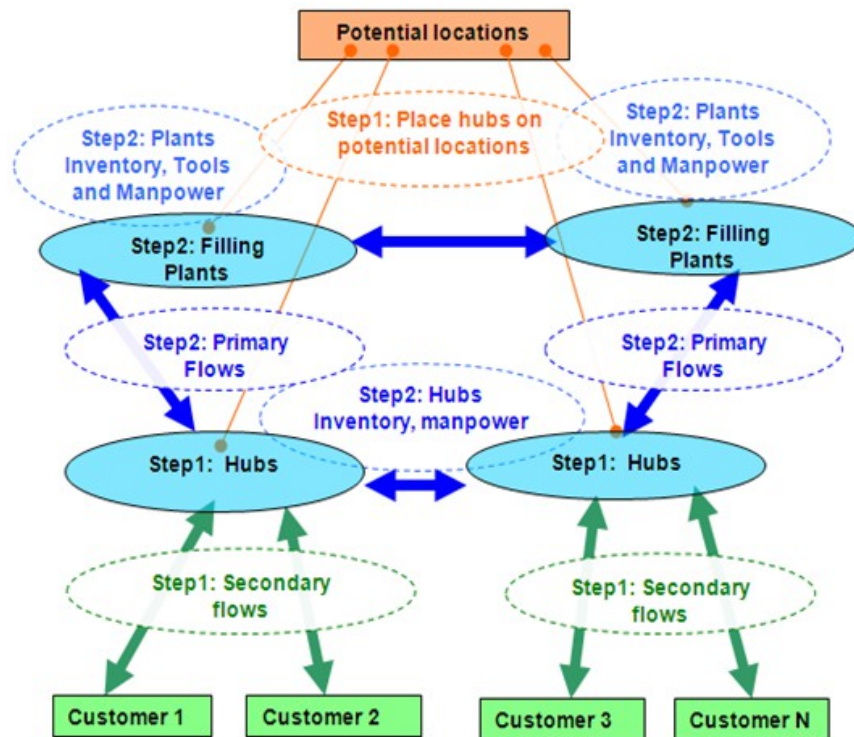 Potential locations
Step1: Place hubs on
potential locations
Step2: Plants
Inventory, Tools
and Manpower
Step2: Plants
Inventory, Tools
and Manpower
Step2: Filling
Plants
Step2: Filling
Plants
Step2: Primary
Flows
Step2: Primary
Flows
Step2: Hubs
Inventory, manpower
Step1: Hubs
Step1: Hubs
Step1: Secondary
flows
Step1: Secondary
flows
Customer 1
Customer 2
Customer 3
Customer N